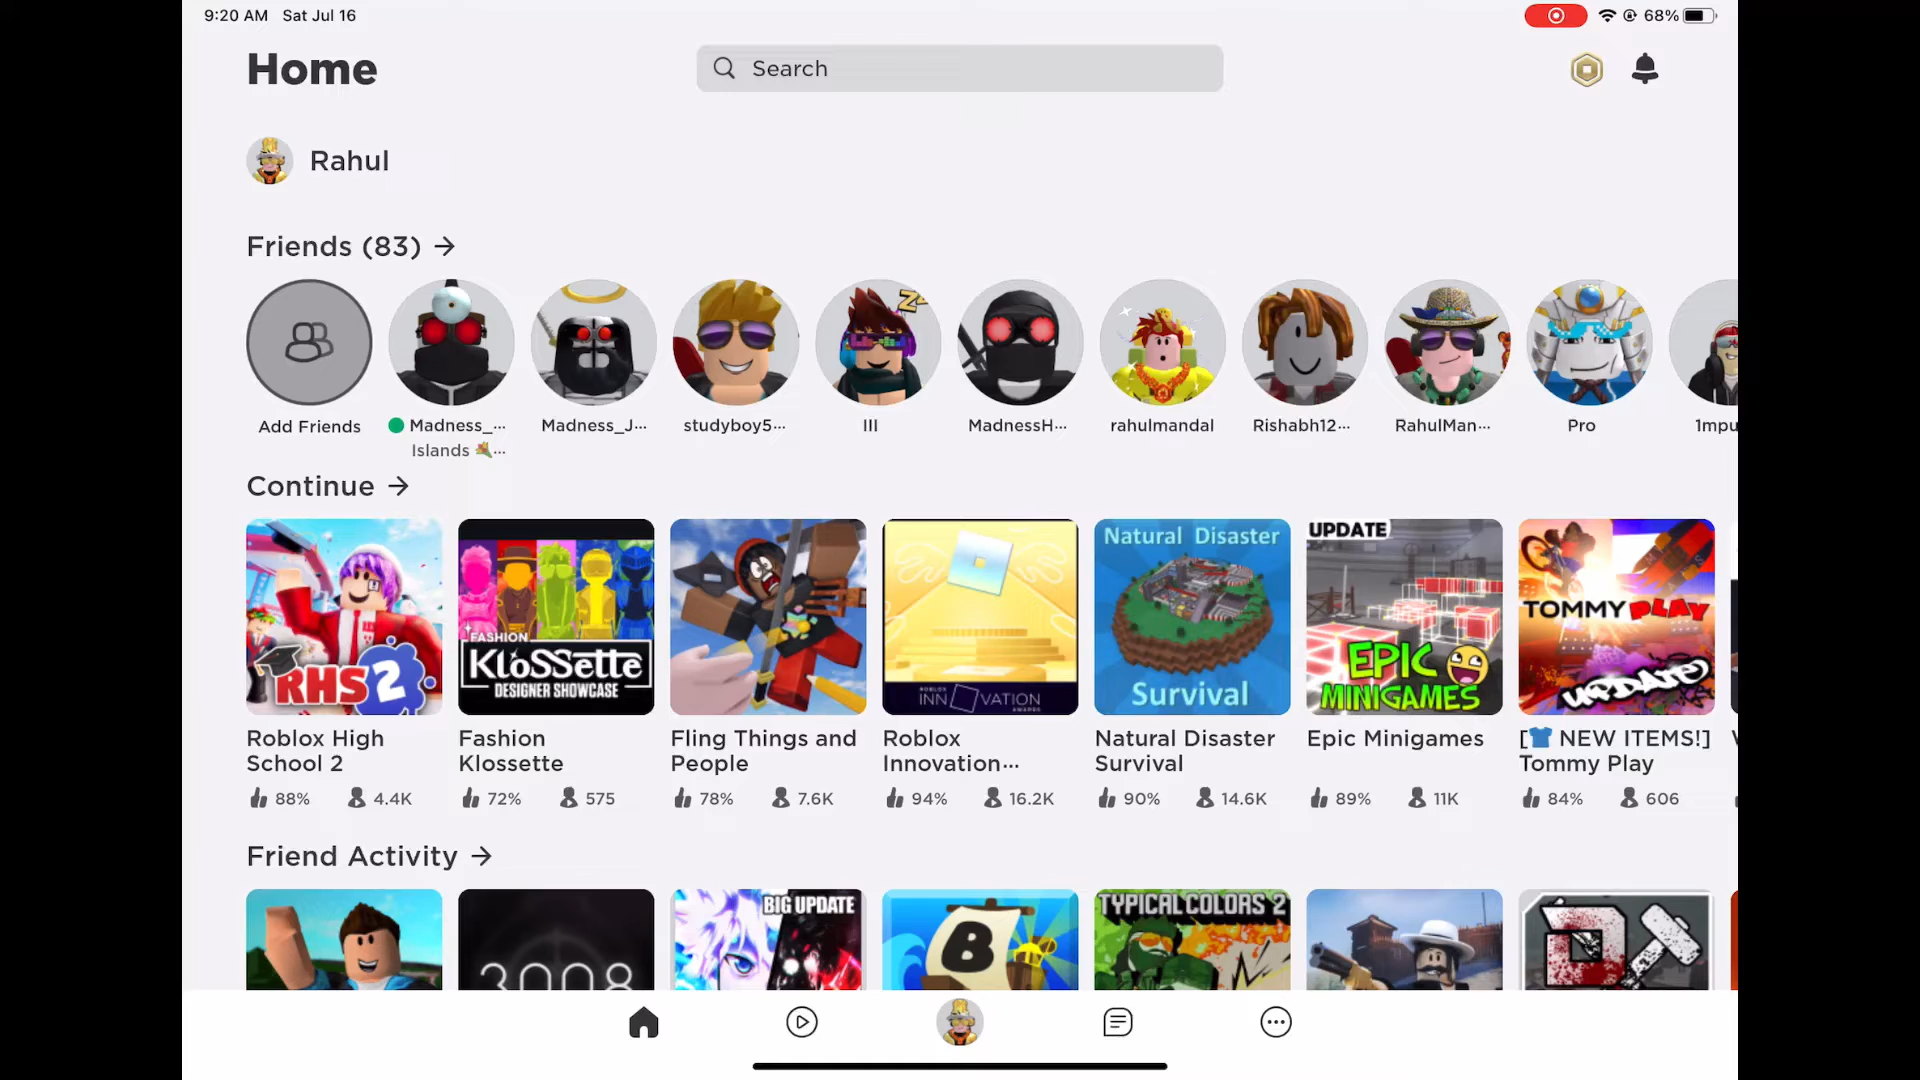 9:20 AM Sat Jul 16
68%
Home
Search
Rahul
Friends (83) →
Add Friends
Madness_...
Islands 💐...
Madness_J...
studyboy5...
III
MadnessH...
rahulmandal
Rishabh12...
RahulMan...
Pro
1mpu
Continue →
RHS 2
FASHION
KloSSette
DESIGNER SHOWCASE
ROBLOX
INNOVATION
AWARDS
Natural Disaster
Survival
UPDATE
EPIC
MINIGAMES
TOMMY PLAY
UPDATE
Roblox High
School 2
88% 4.4K
Fashion
Klossette
72% 575
Fling Things and
People
78% 7.6K
Roblox
Innovation...
94% 16.2K
Natural Disaster
Survival
90% 14.6K
Epic Minigames
89% 11K
[👕 NEW ITEMS!]
Tommy Play
84% 606
Friend Activity →
3008
BIG UPDATE
B
TYPICAL COLORS 2